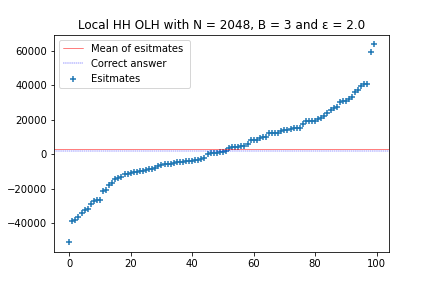 Local HH OLH with N = 2048, B = 3 and ε = 2.0
Mean of esitmates
Correct answer
Esitmates
60000
40000
20000
0
−20000
−40000
0 20 40 60 80 100